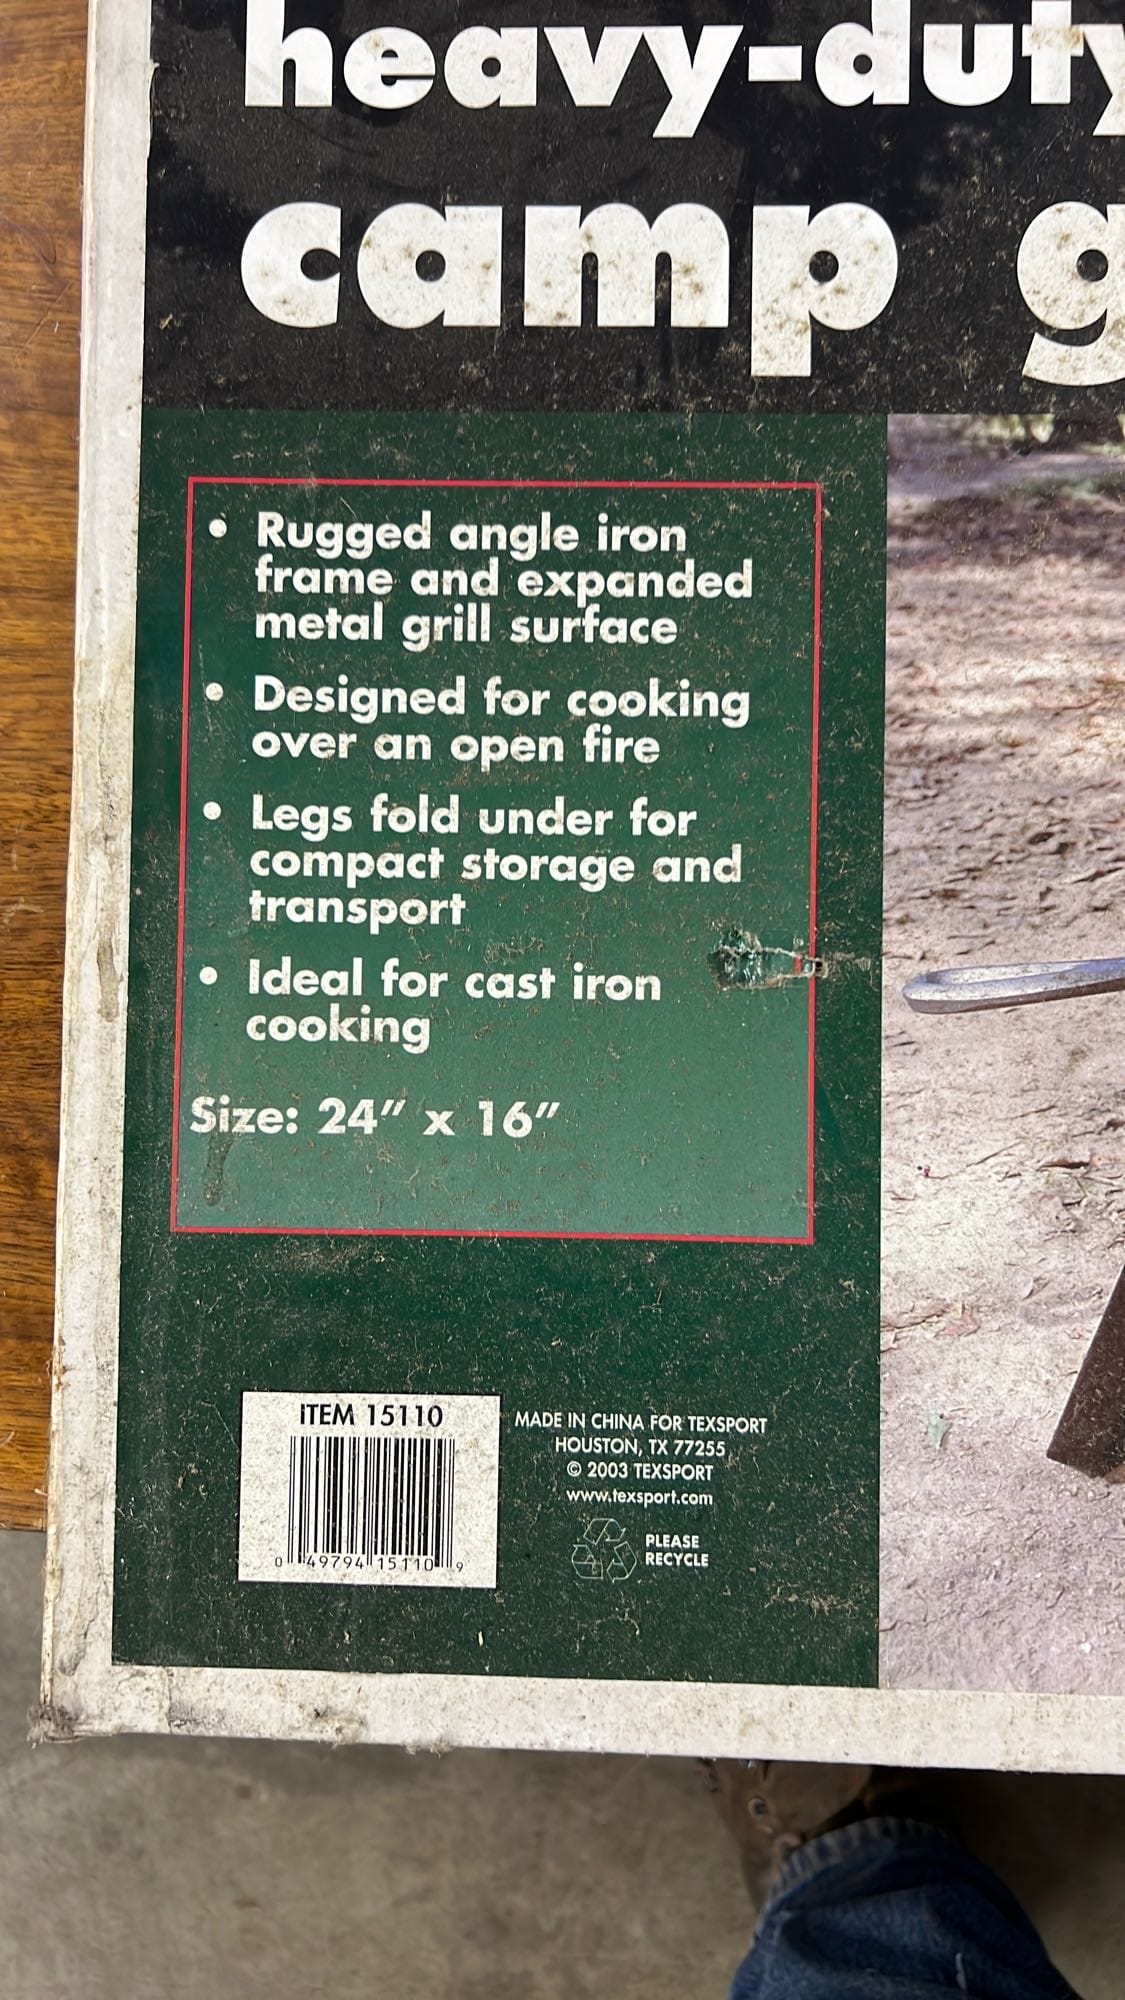 heavy-duty
camp g
• Rugged angle iron
frame and expanded
metal grill surface
• Designed for cooking
over an open fire
• Legs fold under for
compact storage and
transport
• Ideal for cast iron
cooking
Size: 24" x 16"
ITEM 15110
0 49794 15110 9
MADE IN CHINA FOR TEXSPORT
HOUSTON, TX 77255
© 2003 TEXSPORT
www.texsport.com
PLEASE
RECYCLE